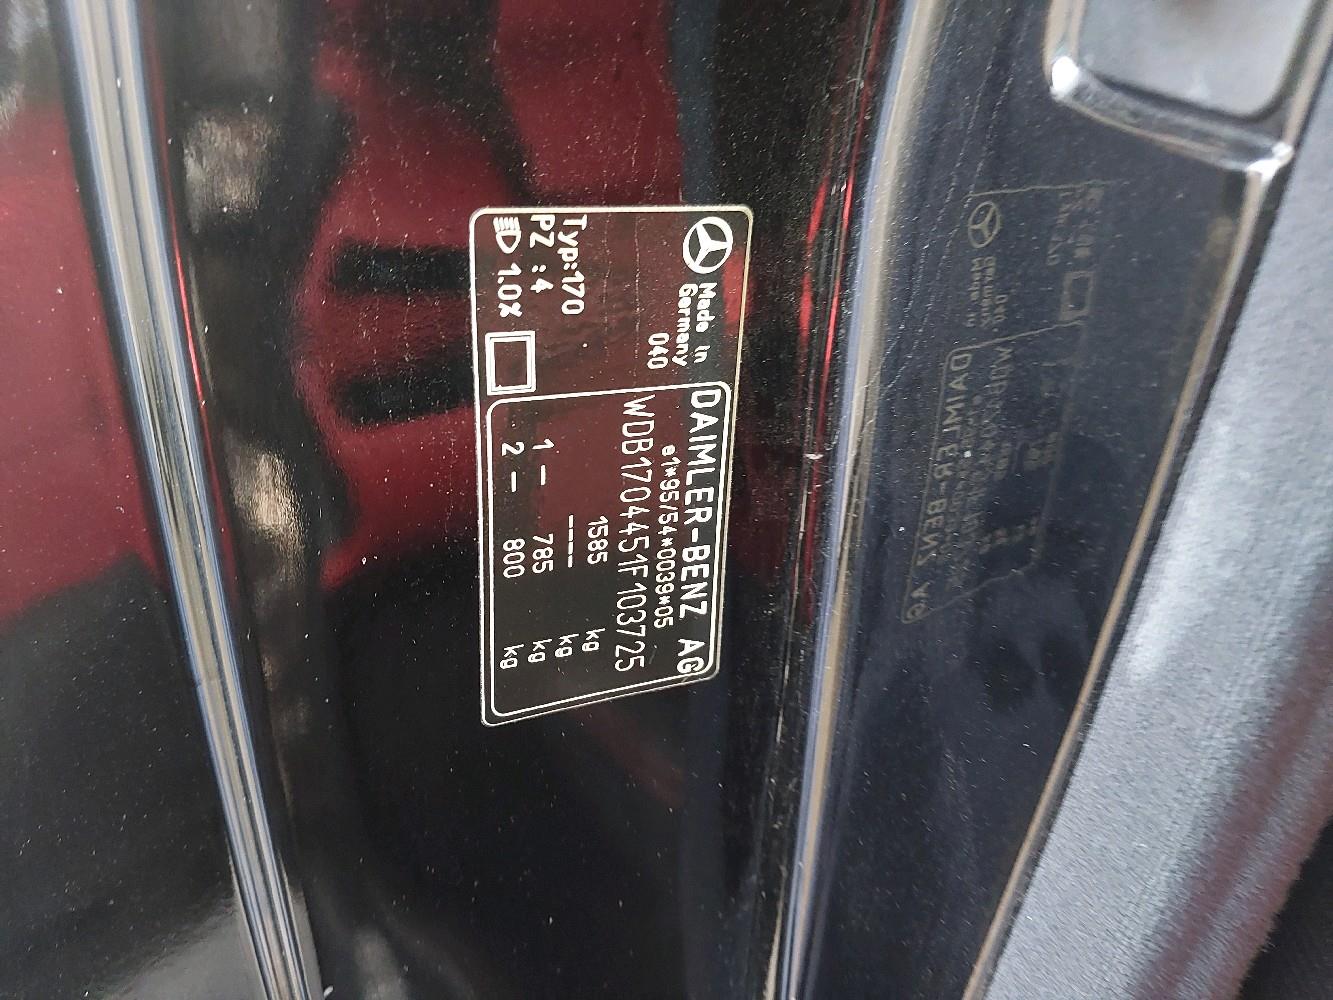 Made in
Germany
040
DAIMLER-BENZ AG
e1*95/54*0039*05
WDB1704451F103725
1585 kg
---- kg
1 - 785 kg
2 - 800 kg
Typ:170
PZ :4
1.0%